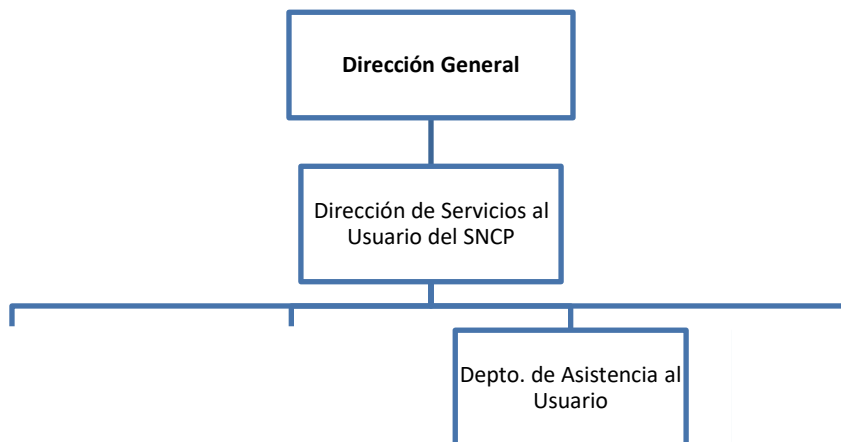 Dirección General
Dirección de Servicios al
Usuario del SNCP
Depto. de Asistencia al
Usuario